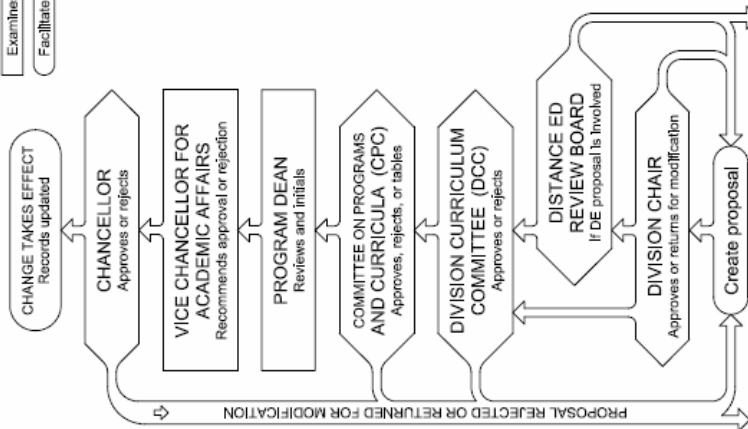 Examines
Facilitate
CHANGE TAKES EFFECT
Records updated
CHANCELLOR
Approves or rejects
VICE CHANCELLOR FOR
ACADEMIC AFFAIRS
Recommends approval or rejection
PROGRAM DEAN
Reviews and initials
COMMITTEE ON PROGRAMS
AND CURRICULA (CPC)
Approves, rejects, or tables
DIVISION CURRICULUM
COMMITTEE (DCC)
Approves or rejects
DISTANCE ED
REVIEW BOARD
If DE proposal is Involved
DIVISION CHAIR
Approves or returns for modification
Create proposal
PROPOSAL REJECTED OR RETURNED FOR MODIFICATION